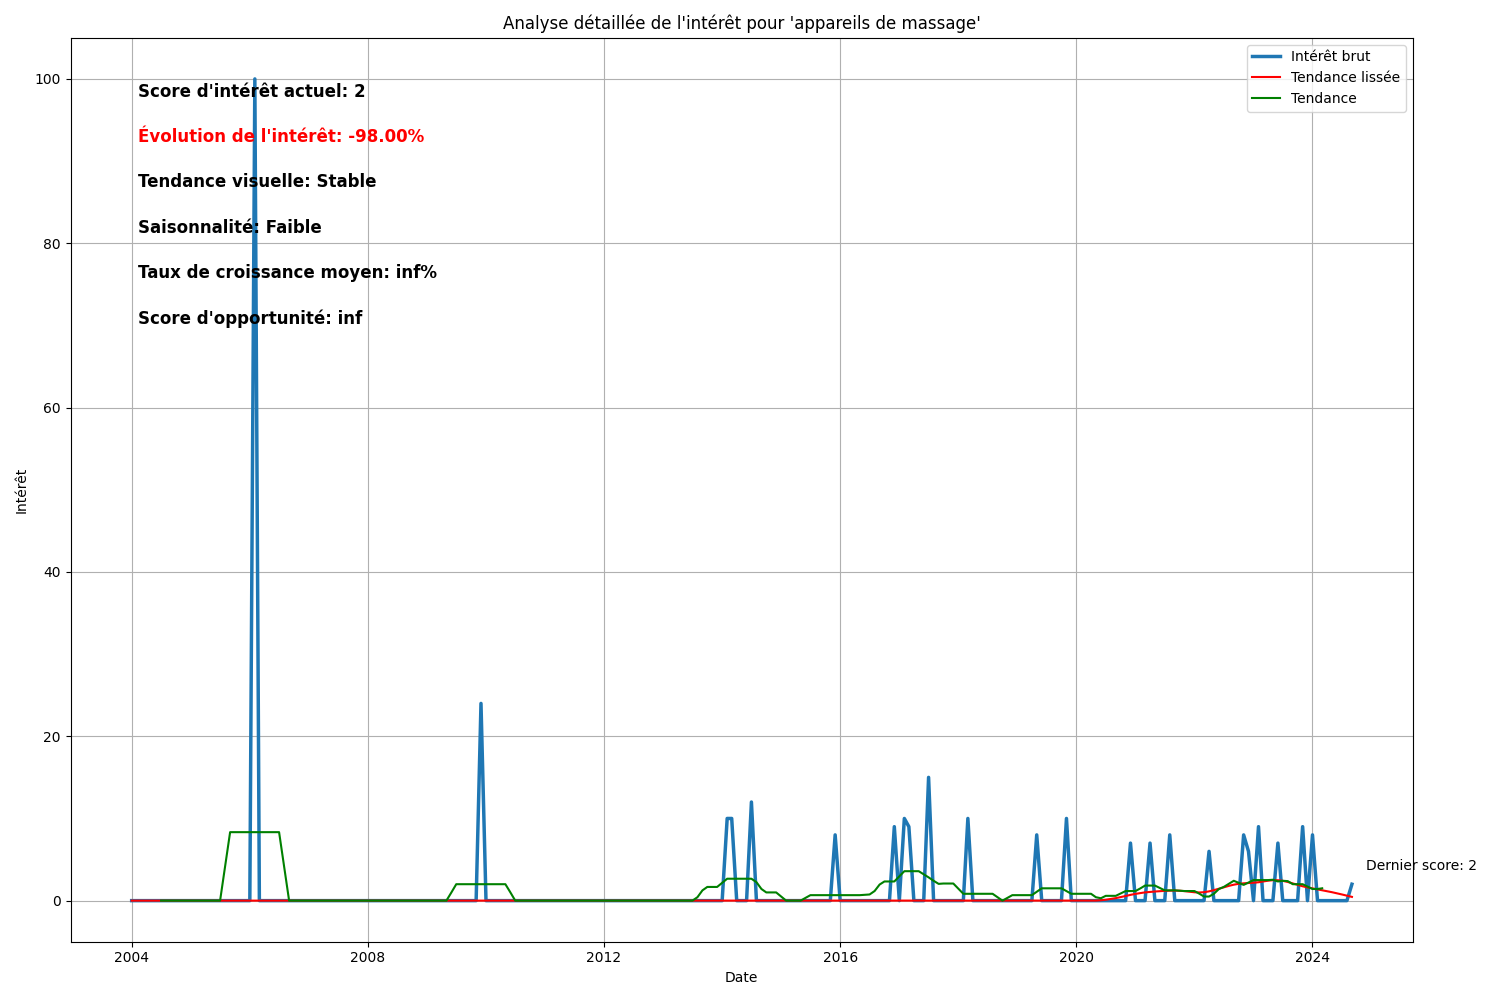 Analyse détaillée de l'intérêt pour 'appareils de massage'
Intérêt brut
Tendance lissée
Tendance
Score d'intérêt actuel: 2
Évolution de l'intérêt: -98.00%
Tendance visuelle: Stable
Saisonnalité: Faible
Taux de croissance moyen: inf%
Score d'opportunité: inf
Dernier score: 2
Intérêt
100
80
60
40
20
0
2004
2008
2012
2016
2020
2024
Date